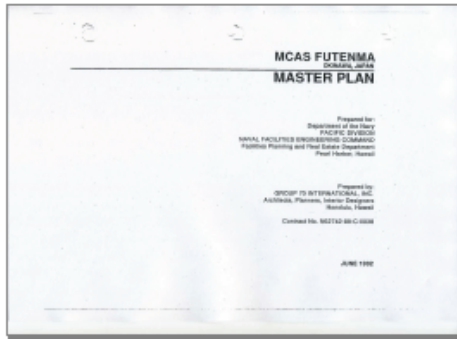 MCAS FUTENMA
OKINAWA, JAPAN
MASTER PLAN
Prepared for:
Department of the Navy
PACIFIC DIVISION
NAVAL FACILITIES ENGINEERING COMMAND
Facilities Planning and Real Estate Department
Pearl Harbor, Hawaii
Prepared by:
GROUP 70 INTERNATIONAL, INC.
Architects, Planners, Interior Designers
Honolulu, Hawaii
Contract No.
JUNE 1992